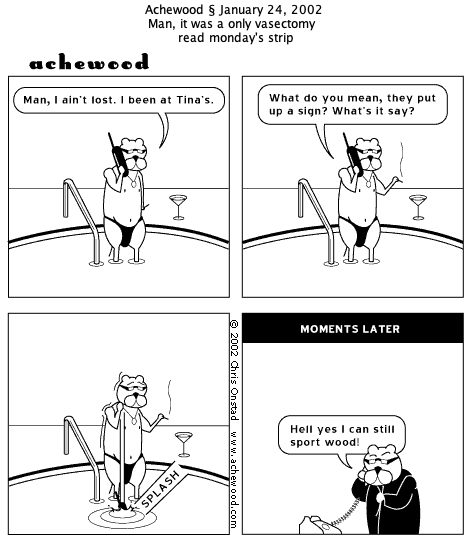 Achewood § January 24, 2002
Man, it was a only vasectomy
read monday's strip
achewood
Man, I ain't lost. I been at Tina's.
What do you mean, they put
up a sign? What's it say?
SPLASH
© 2002 Chris Onstad www.achewood.com
MOMENTS LATER
Hell yes I can still
sport wood!